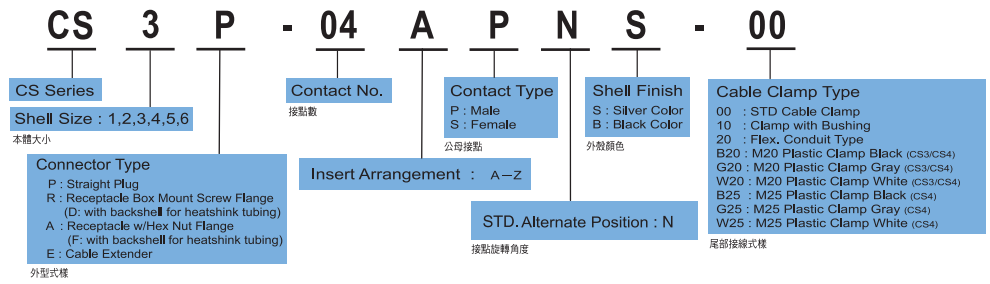 CS 3 P - 04 A P N S - 00
CS Series
Shell Size : 1,2,3,4,5,6
本體大小
Connector Type
P : Straight Plug
R : Receptacle Box Mount Screw Flange
(D: with backshell for heatshink tubing)
A : Receptacle w/Hex Nut Flange
(F: with backshell for heatshink tubing)
E : Cable Extender
外型式樣
Contact No.
接點數
Insert Arrangement : A-Z
Contact Type
P : Male
S : Female
公母接點
STD. Alternate Position : N
接點旋轉角度
Shell Finish
S : Silver Color
B : Black Color
外殼顏色
Cable Clamp Type
00 : STD Cable Clamp
10 : Clamp with Bushing
20 : Flex. Conduit Type
B20 : M20 Plastic Clamp Black (CS3/CS4)
G20 : M20 Plastic Clamp Gray (CS3/CS4)
W20 : M20 Plastic Clamp White (CS3/CS4)
B25 : M25 Plastic Clamp Black (CS4)
G25 : M25 Plastic Clamp Gray (CS4)
W25 : M25 Plastic Clamp White (CS4)
尾部接線式樣